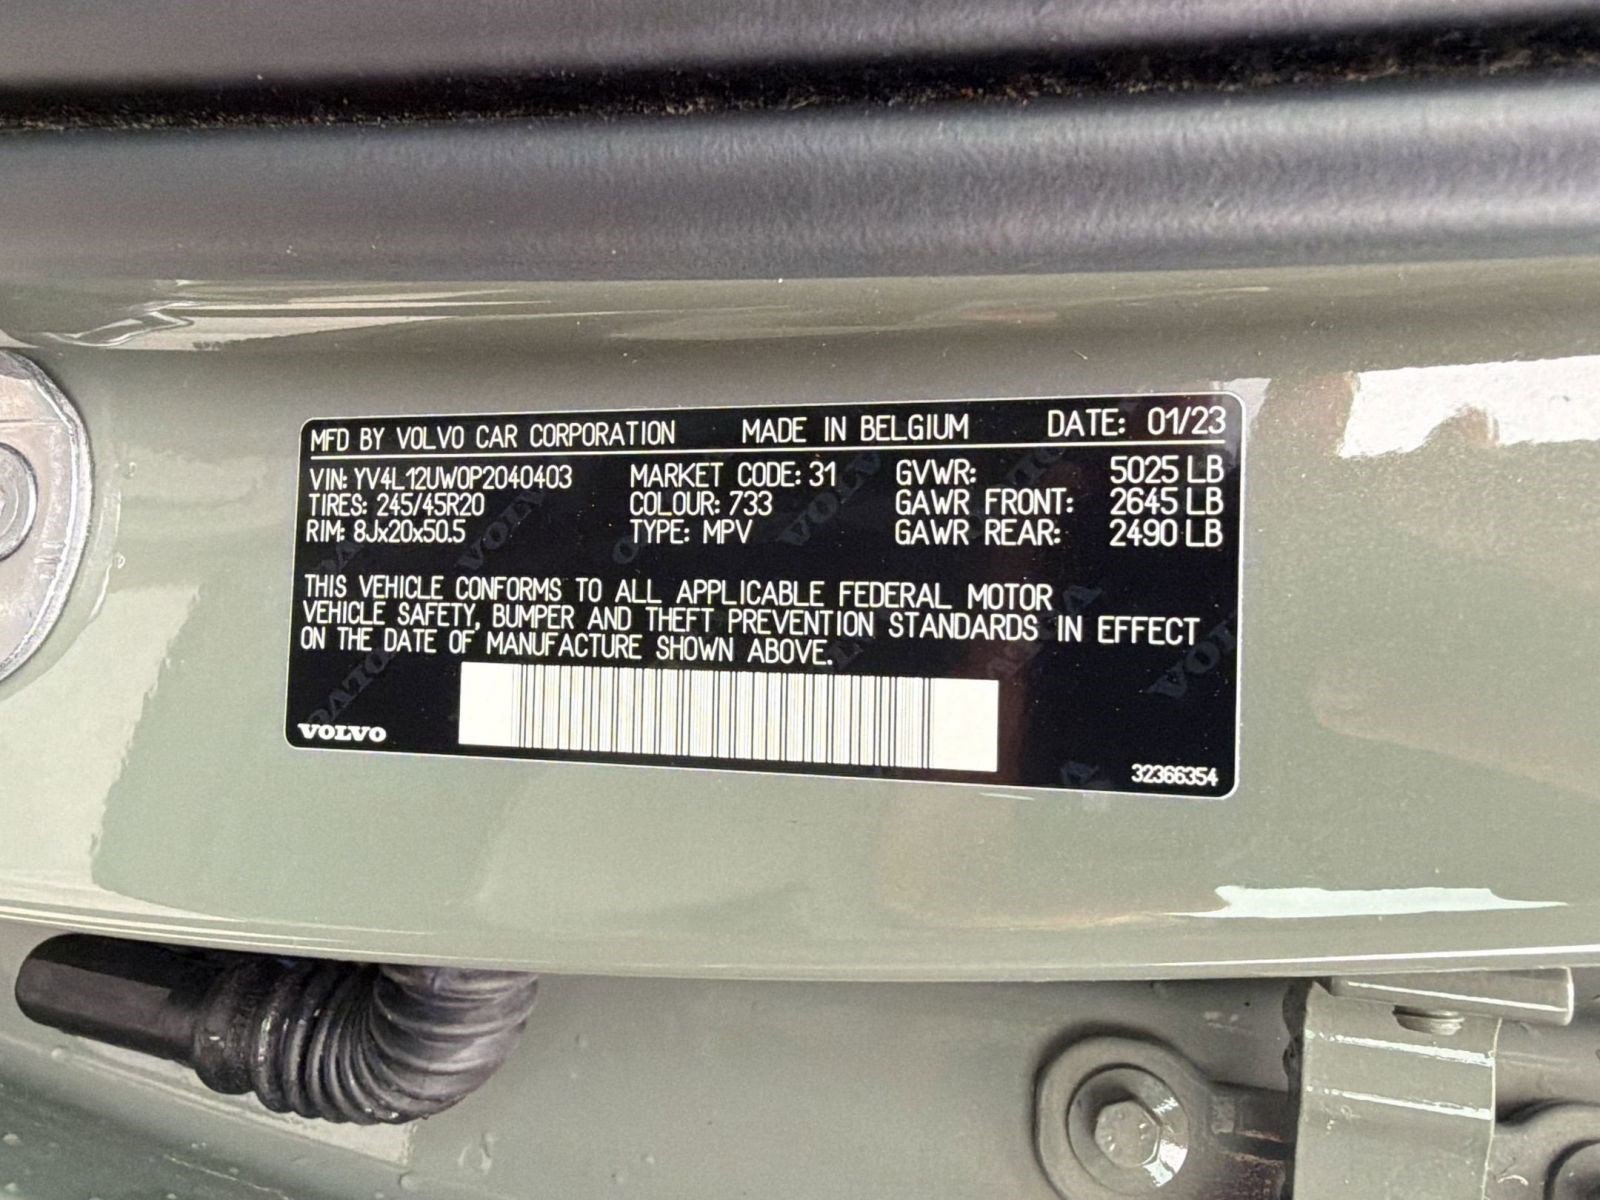 MFD BY VOLVO CAR CORPORATION MADE IN BELGIUM DATE: 01/23
VIN: YV4L12UW0P2040403 MARKET CODE: 31 GVWR: 5025 LB
TIRES: 245/45R20 COLOUR: 733 GAWR FRONT: 2645 LB
RIM: 8Jx20x50.5 TYPE: MPV GAWR REAR: 2490 LB
THIS VEHICLE CONFORMS TO ALL APPLICABLE FEDERAL MOTOR
VEHICLE SAFETY, BUMPER AND THEFT PREVENTION STANDARDS IN EFFECT
ON THE DATE OF MANUFACTURE SHOWN ABOVE.
VOLVO
32366354